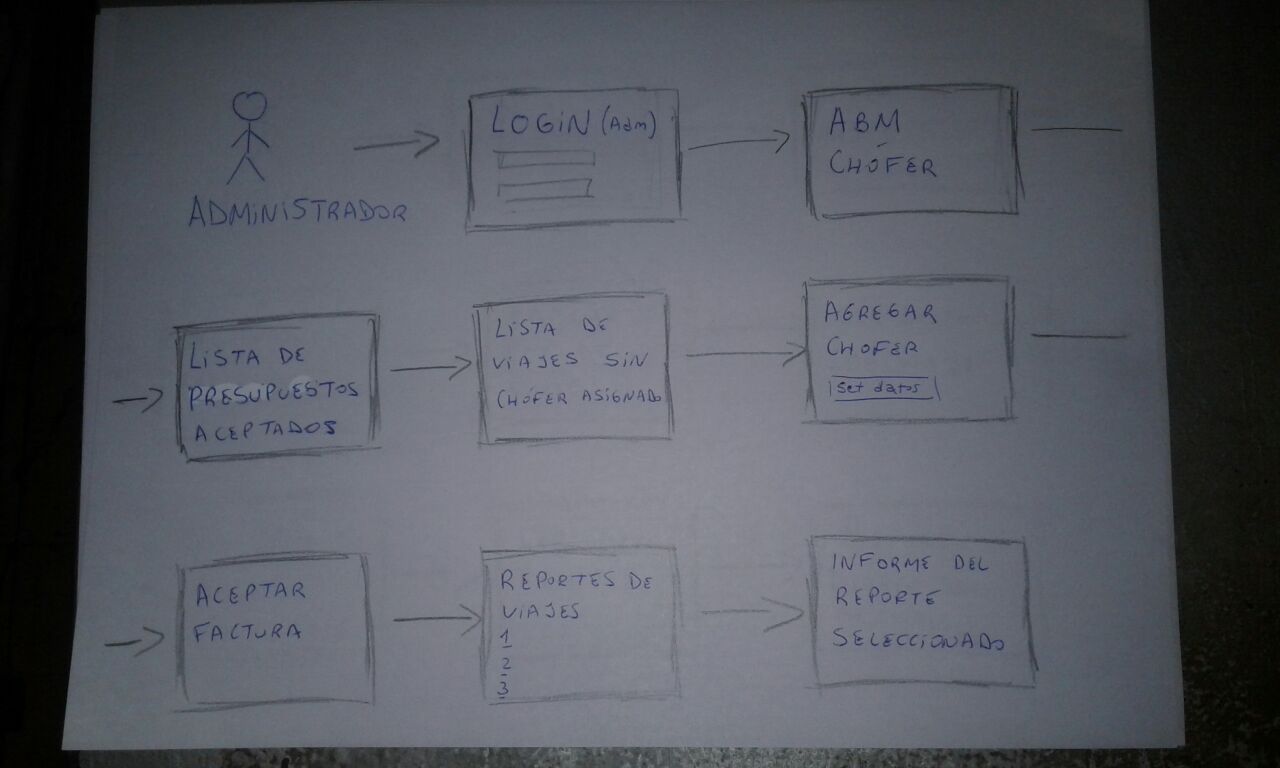 ADMINISTRADOR
LOGIN (Adm)
ABM
CHÓFER
LISTA DE
PRESUPUESTOS
ACEPTADOS
LISTA DE
VIAJES SIN
CHÓFER ASIGNADO
AGREGAR
CHÓFER
Set datos
ACEPTAR
FACTURA
REPORTES DE
VIAJES
1
2
3
INFORME DEL
REPORTE
SELECCIONADO